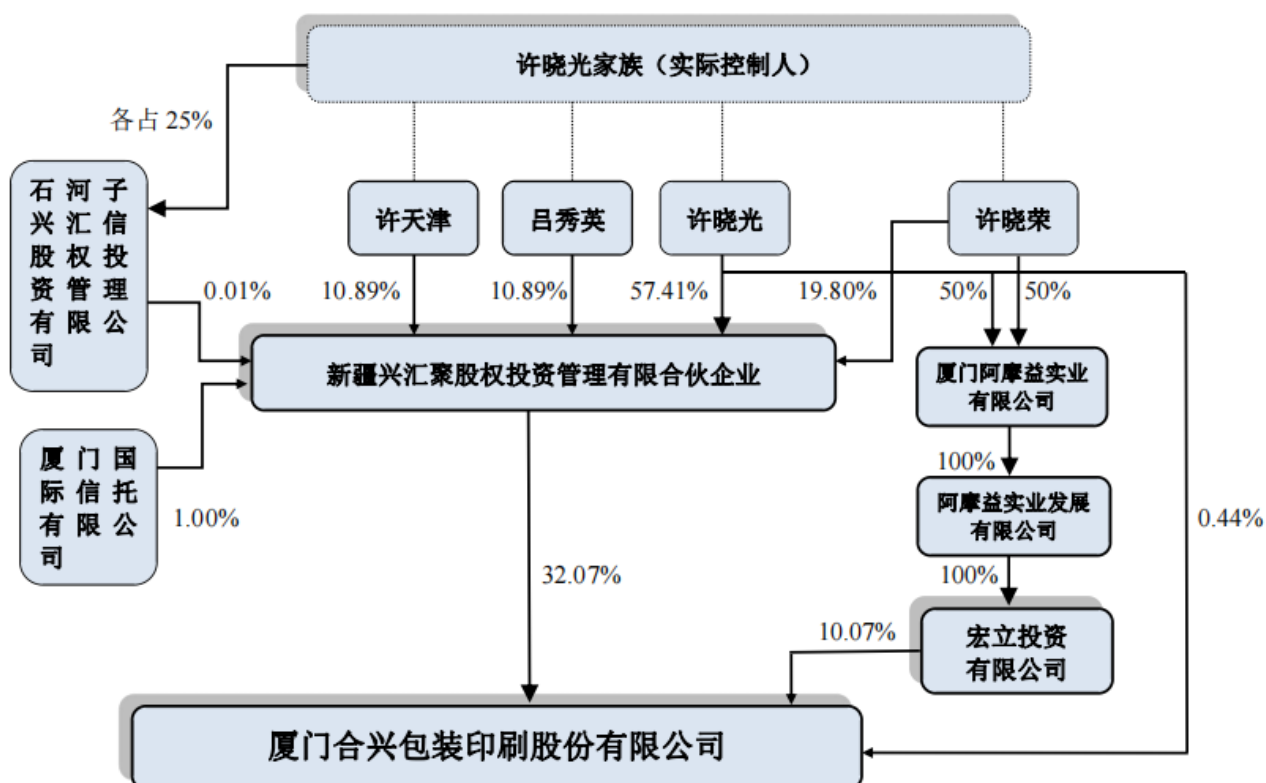 许晓光家族（实际控制人）
各占 25%
石河子
兴汇信
股权投
资管理
有限公
司
许天津
吕秀英
许晓光
许晓荣
0.01%
10.89%
10.89%
57.41%
19.80%
50%
50%
新疆兴汇聚股权投资管理有限合伙企业
厦门阿摩益实业
有限公司
厦门国
际信托
有限公
司
1.00%
100%
阿摩益实业发展
有限公司
0.44%
32.07%
100%
10.07%
宏立投资
有限公司
厦门合兴包装印刷股份有限公司